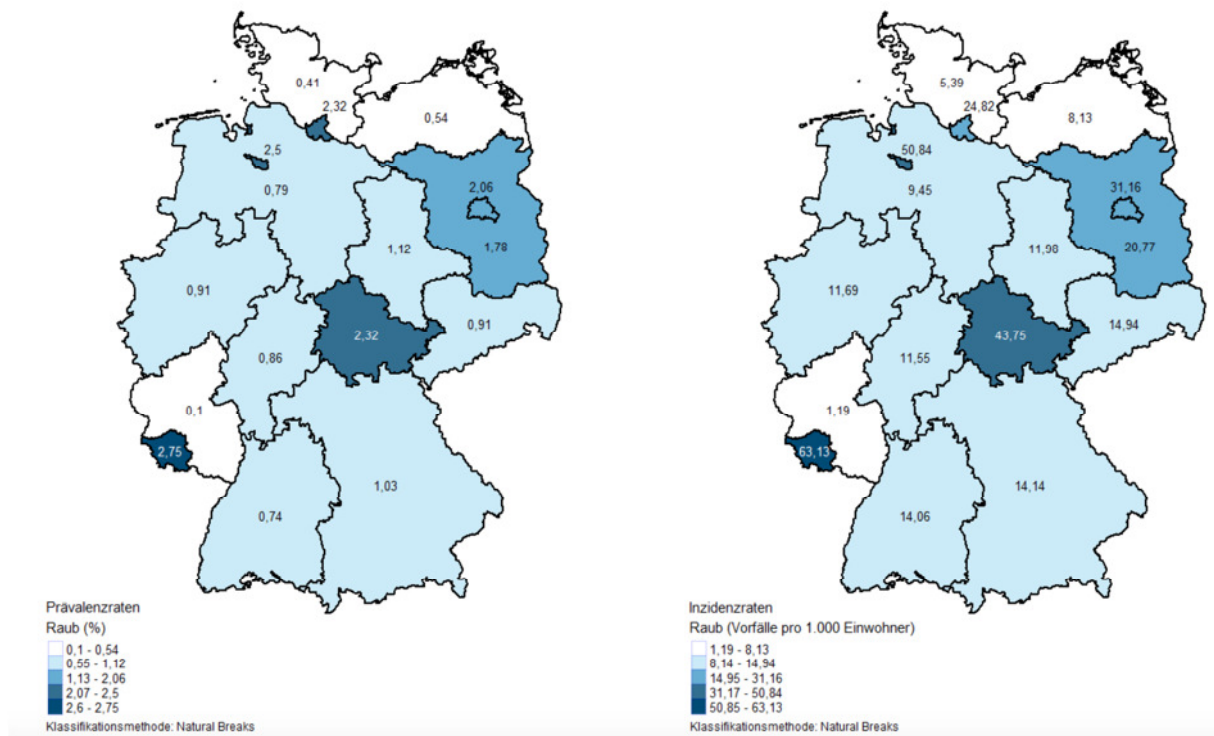 0,41
2,32
0,54
2,5
0,79
2,06
1,78
1,12
0,91
0,91
2,32
0,86
0,1
2,75
1,03
0,74
Prävalenzraten
Raub (%)
0,1 - 0,54
0,55 - 1,12
1,13 - 2,06
2,07 - 2,5
2,6 - 2,75
Klassifikationsmethode: Natural Breaks
5,39
24,82
8,13
50,84
9,45
31,16
20,77
11,98
11,69
14,94
43,75
11,55
1,19
63,13
14,14
14,06
Inzidenzraten
Raub (Vorfälle pro 1.000 Einwohner)
1,19 - 8,13
8,14 - 14,94
14,95 - 31,16
31,17 - 50,84
50,85 - 63,13
Klassifikationsmethode: Natural Breaks